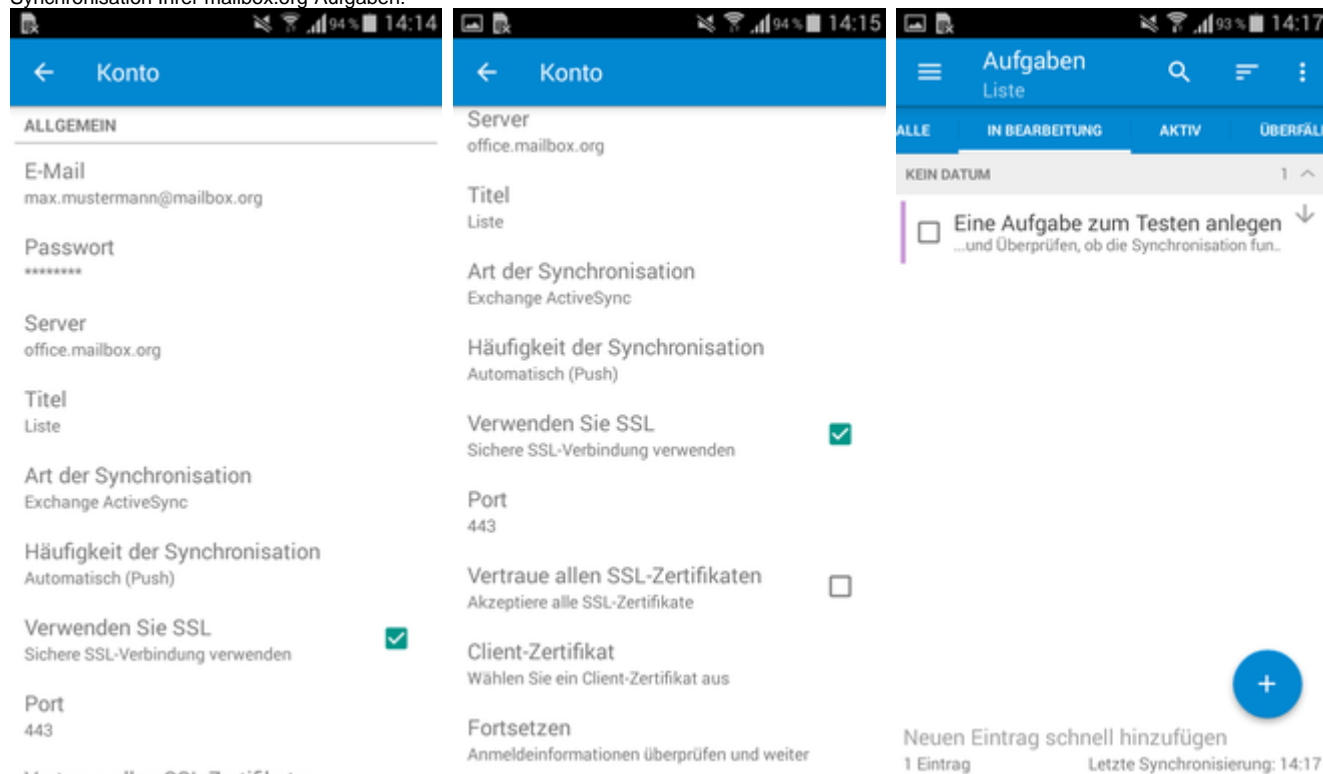 Synchronisation Ihrer mailbox.org-Aufgaben.
94 % 14:14
Konto
ALLGEMEIN
E-Mail
max.mustermann@mailbox.org
Passwort
********
Server
office.mailbox.org
Titel
Liste
Art der Synchronisation
Exchange ActiveSync
Häufigkeit der Synchronisation
Automatisch (Push)
Verwenden Sie SSL
Sichere SSL-Verbindung verwenden
Port
443
94 % 14:15
Konto
Server
office.mailbox.org
Titel
Liste
Art der Synchronisation
Exchange ActiveSync
Häufigkeit der Synchronisation
Automatisch (Push)
Verwenden Sie SSL
Sichere SSL-Verbindung verwenden
Port
443
Vertraue allen SSL-Zertifikaten
Akzeptiere alle SSL-Zertifikate
Client-Zertifikat
Wählen Sie ein Client-Zertifikat aus
Fortsetzen
Anmeldeinformationen überprüfen und weiter
93 % 14:17
Aufgaben
Liste
ALLE IN BEARBEITUNG AKTIV ÜBERFÄL
KEIN DATUM 1
Eine Aufgabe zum Testen anlegen
...und Überprüfen, ob die Synchronisation fun..
Neuen Eintrag schnell hinzufügen
1 Eintrag Letzte Synchronisierung: 14:17